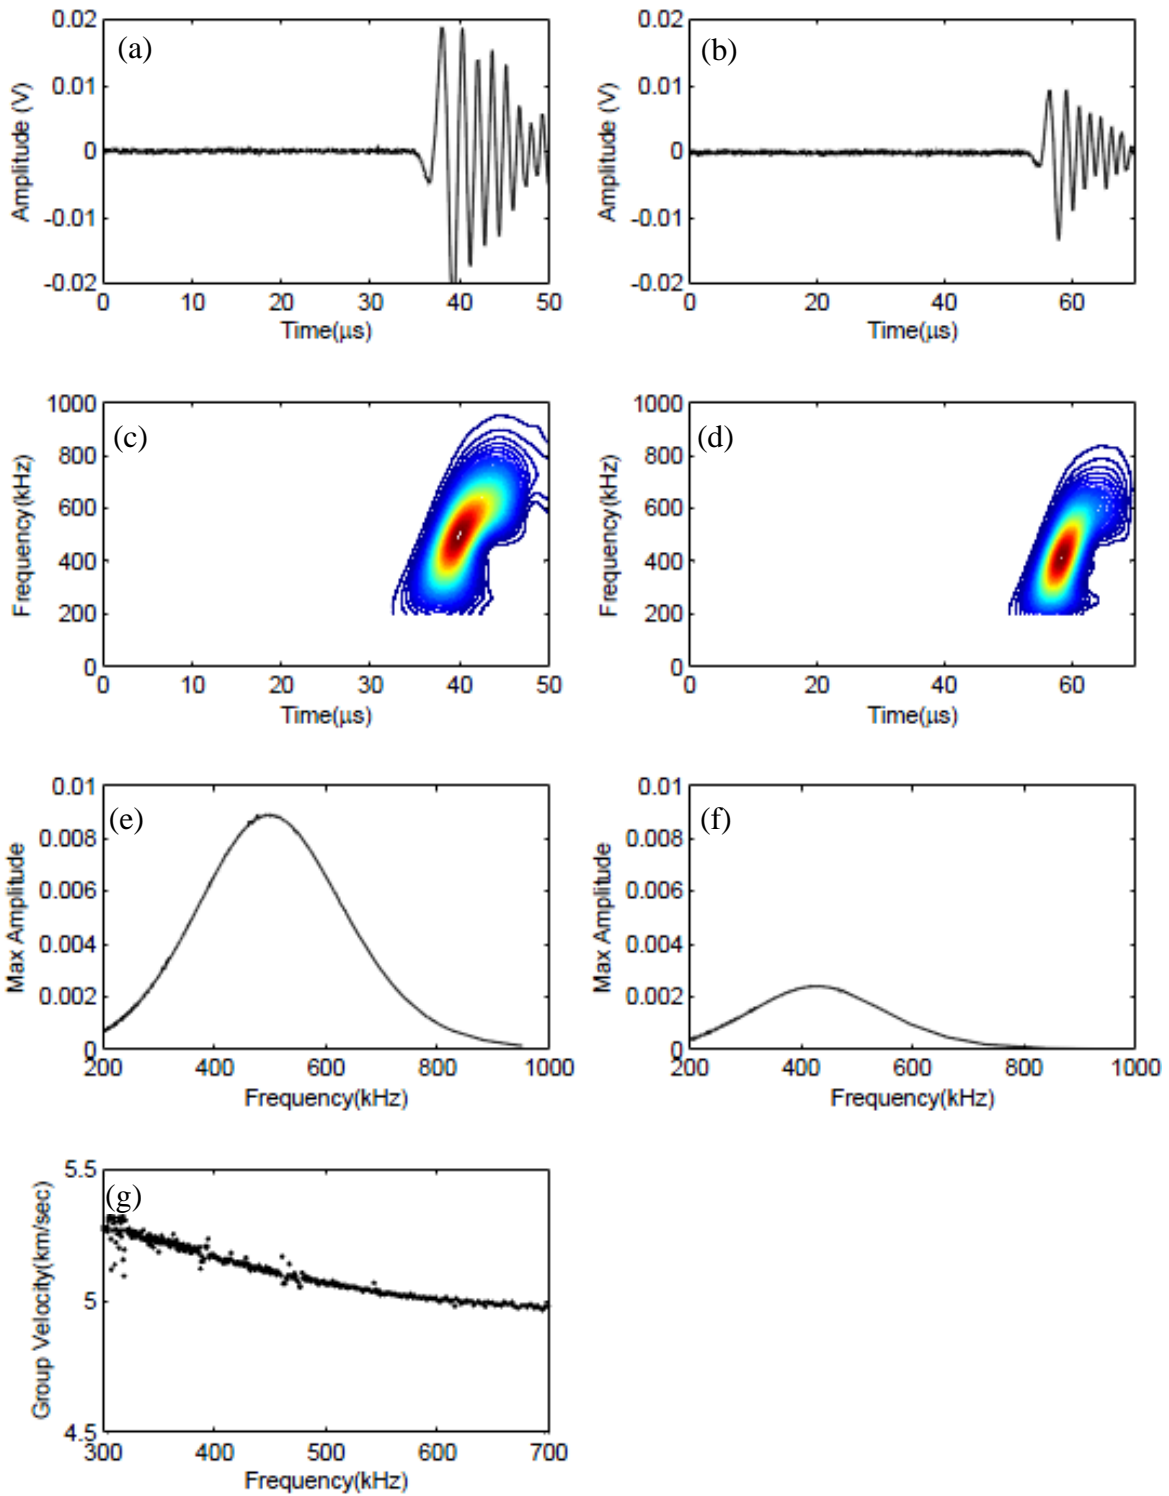 (a)
0.02
0.01
0
-0.01
-0.02
Amplitude (V)
0 10 20 30 40 50
Time(μs)
(b)
0.02
0.01
0
-0.01
-0.02
Amplitude (V)
0 20 40 60
Time(μs)
(c)
1000
800
600
400
200
0
Frequency(kHz)
0 10 20 30 40 50
Time(μs)
(d)
1000
800
600
400
200
0
Frequency(kHz)
0 20 40 60
Time(μs)
(e)
0.01
0.008
0.006
0.004
0.002
0
Max Amplitude
200 400 600 800 1000
Frequency(kHz)
(f)
0.01
0.008
0.006
0.004
0.002
0
Max Amplitude
200 400 600 800 1000
Frequency(kHz)
(g)
5.5
5
4.5
Group Velocity(km/sec)
300 400 500 600 700
Frequency(kHz)